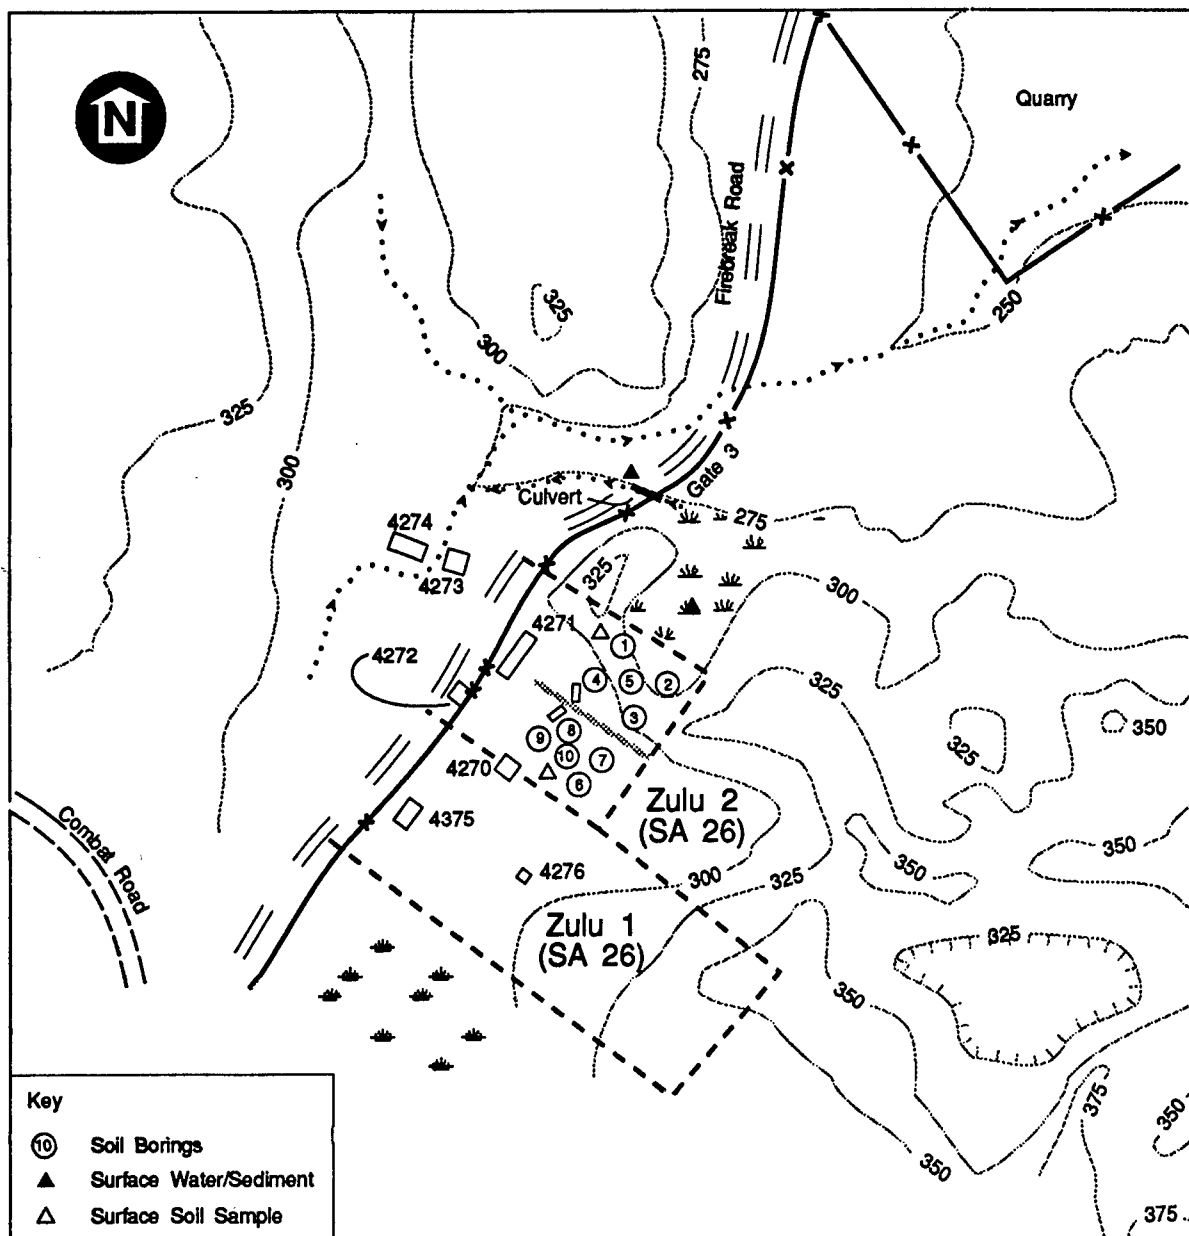 275
Quarry
N
Firebreak Road
325
300
250
325
300
Gate 3
Culvert
275
4274
4273
325
300
4271
4272
1
4
5
2
325
3
350
8
9
325
10
7
4270
6
Zulu 2
(SA 26)
4375
Combat Road
350
350
4276
300
325
Zulu 1
(SA 26)
325
350
Key
375
350
10 Soil Borings
350
Surface Water/Sediment
Surface Soil Sample
375